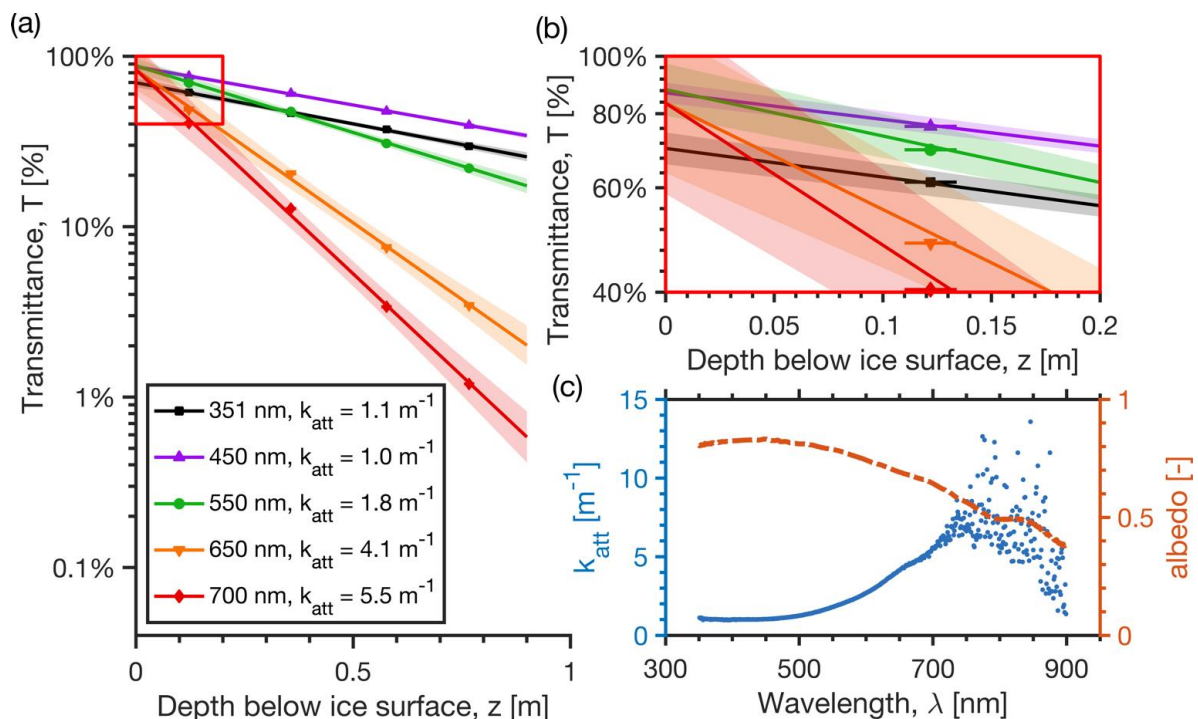 (a)
100%
10%
1%
0.1%
Transmittance, T [%]
351 nm, k_att = 1.1 m⁻¹
450 nm, k_att = 1.0 m⁻¹
550 nm, k_att = 1.8 m⁻¹
650 nm, k_att = 4.1 m⁻¹
700 nm, k_att = 5.5 m⁻¹
0 0.5 1
Depth below ice surface, z [m]
(b)
100%
80%
60%
40%
Transmittance, T [%]
0 0.05 0.1 0.15 0.2
Depth below ice surface, z [m]
(c)
15
10
5
0
k_att [m⁻¹]
1
0.5
0
albedo [-]
300 500 700 900
Wavelength, λ [nm]